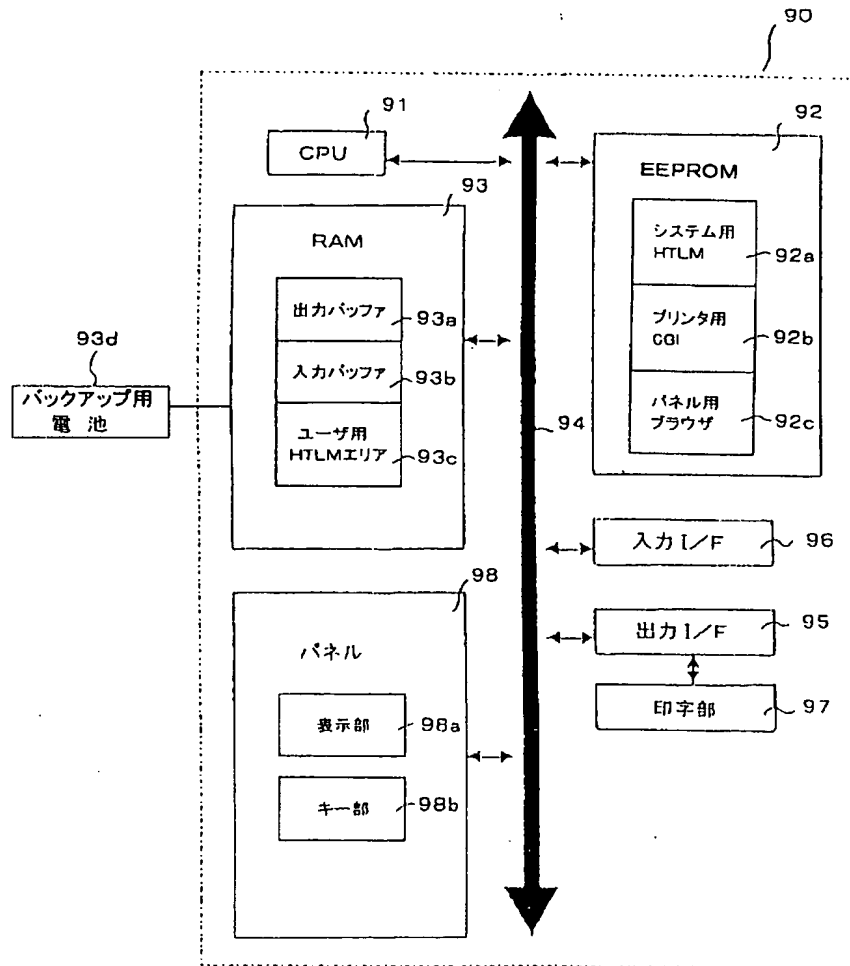 90
91
CPU
92
EEPROM
システム用
HTLM
92a
プリンタ用
CGI
92b
パネル用
ブラウザ
92c
93
RAM
出力バッファ
93a
入力バッファ
93b
ユーザ用
HTLMエリア
93c
93d
バックアップ用
電池
94
入力 I/F
96
出力 I/F
95
印字部
97
98
パネル
表示部
98a
キー部
98b